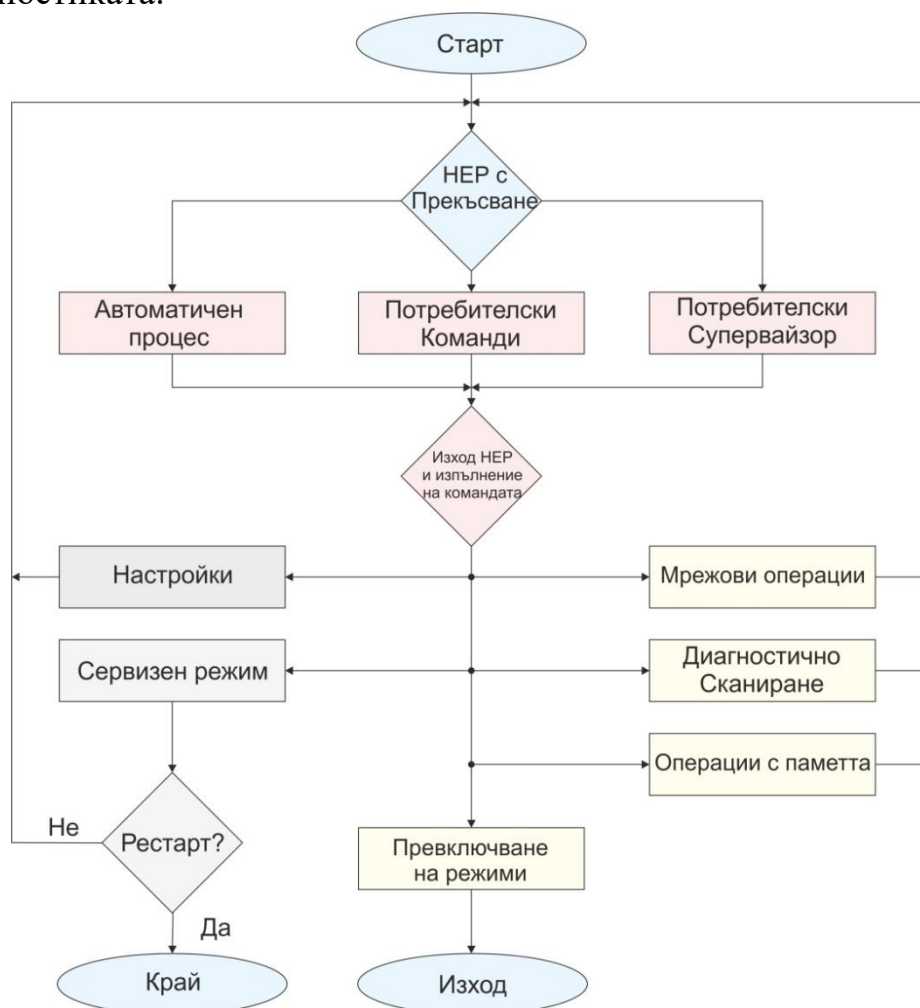 Старт
НЕР с
Прекъсване
Автоматичен
процес
Потребителски
Команди
Потребителски
Супервайзор
Изход НЕР
и изпълнение
на командата
Настройки
Мрежови операции
Сервизен режим
Диагностично
Сканиране
Операции с паметта
Не
Рестарт?
Превключване
на режими
Да
Край
Изход